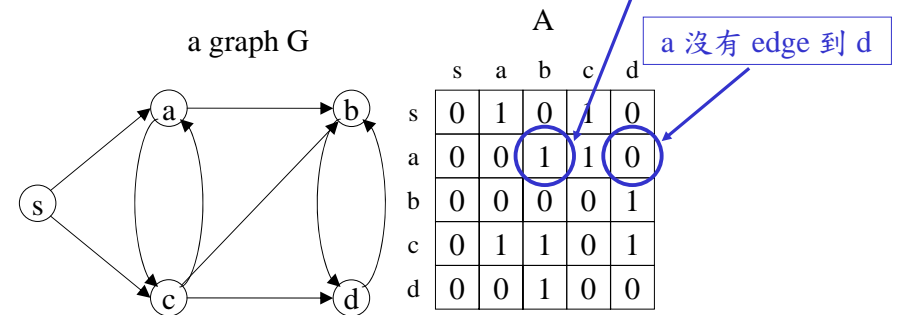 a graph G
A
a 沒有 edge 到 d
a
b
s
c
d
s a b c d
s 0 1 0 1 0
a 0 0 1 1 0
b 0 0 0 0 1
c 0 1 1 0 1
d 0 0 1 0 0